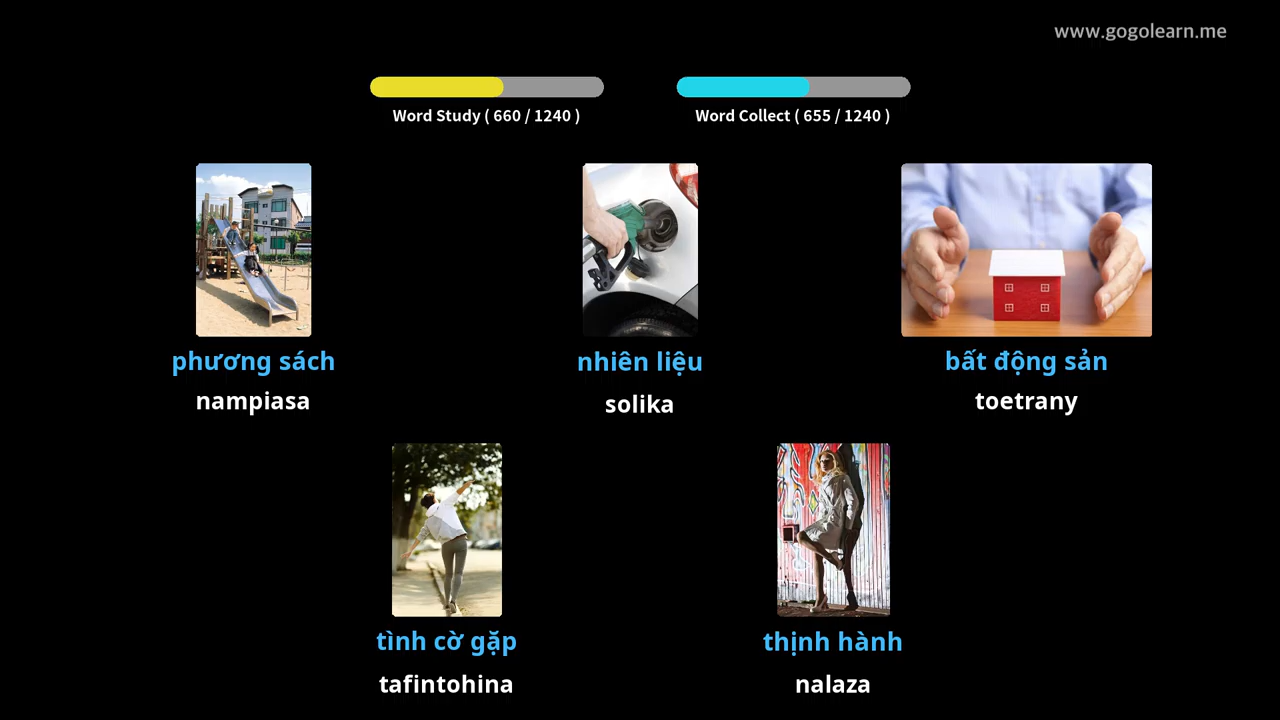 www.gogolearn.me
Word Study ( 660 / 1240 )
Word Collect ( 655 / 1240 )
phương sách
nhiên liệu
bất động sản
nampiasa
solika
toetrany
tình cờ gặp
thịnh hành
tafintohina
nalaza